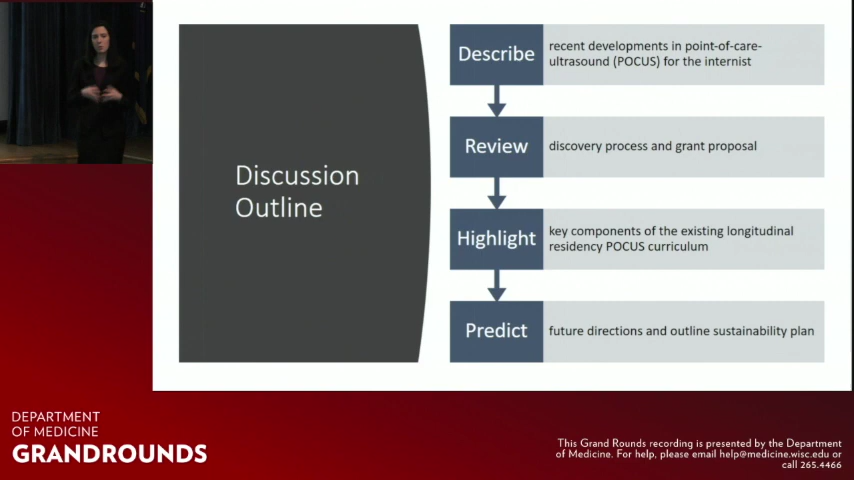 Discussion
Outline
Describe
recent developments in point-of-care-
ultrasound (POCUS) for the internist
Review
discovery process and grant proposal
Highlight
key components of the existing longitudinal
residency POCUS curriculum
Predict
future directions and outline sustainability plan
DEPARTMENT
OF MEDICINE
GRANDROUNDS
This Grand Rounds recording is presented by the Department
of Medicine. For help, please email help@medicine.wisc.edu or
call 265.4466